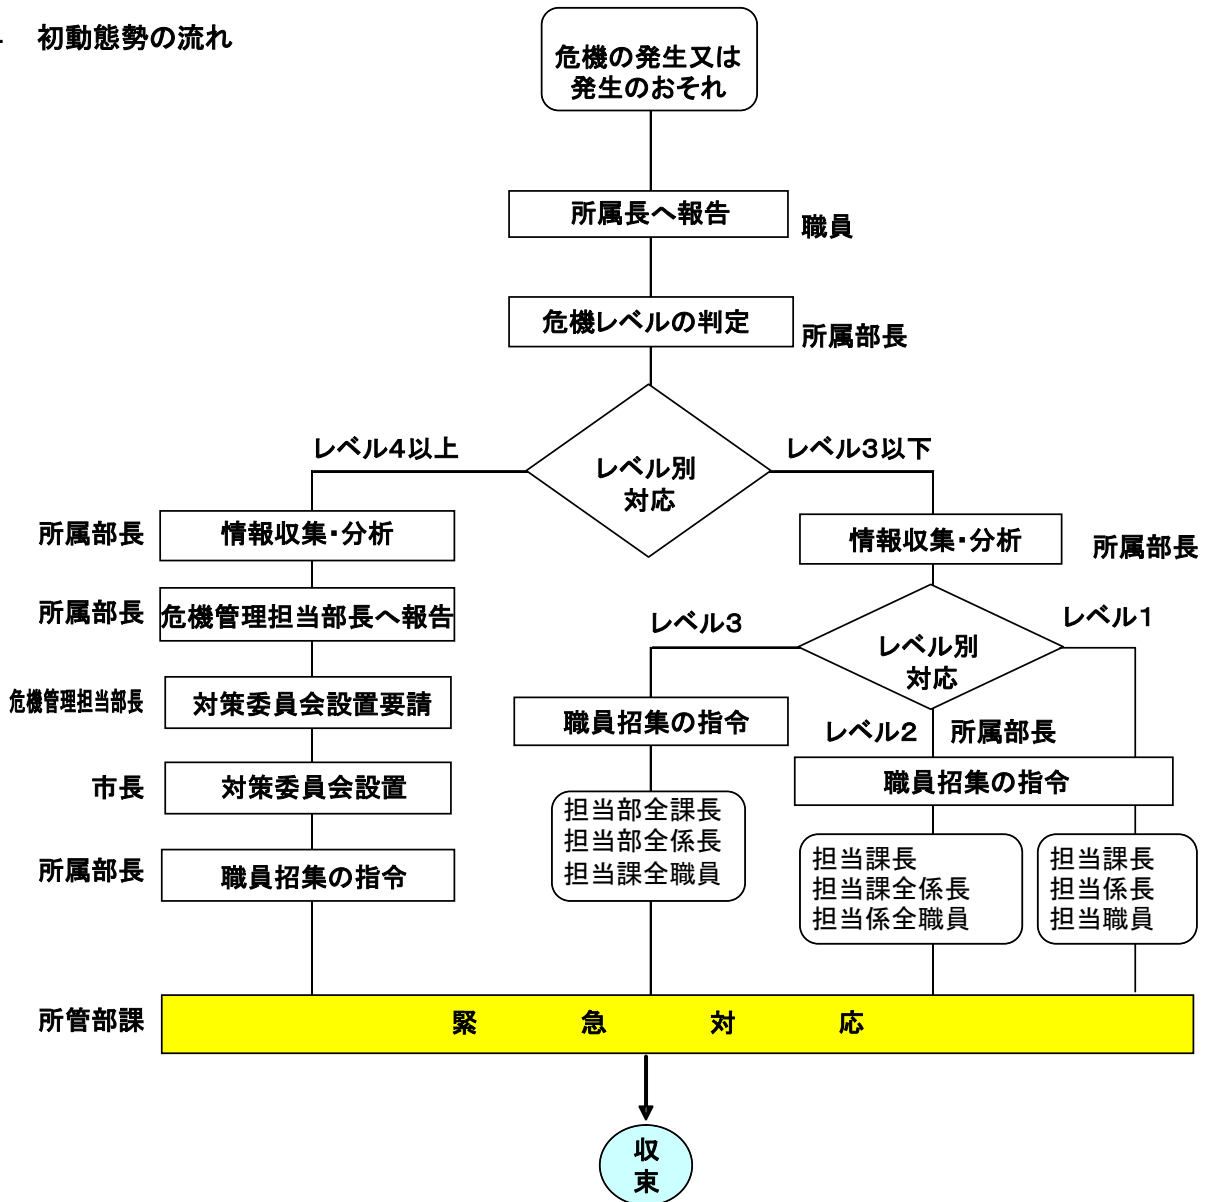 初動態勢の流れ
危機の発生又は
発生のおそれ
所属長へ報告
職員
危機レベルの判定
所属部長
レベル別
対応
レベル4以上
レベル3以下
所属部長
情報収集・分析
所属部長
危機管理担当部長へ報告
危機管理担当部長
対策委員会設置要請
市長
対策委員会設置
所属部長
職員招集の指令
情報収集・分析
所属部長
レベル別
対応
レベル3
レベル1
レベル2
所属部長
職員招集の指令
担当部全課長
担当部全係長
担当課全職員
職員招集の指令
担当課長
担当課全係長
担当係全職員
担当課長
担当係長
担当職員
所管部課
緊急対応
収
束